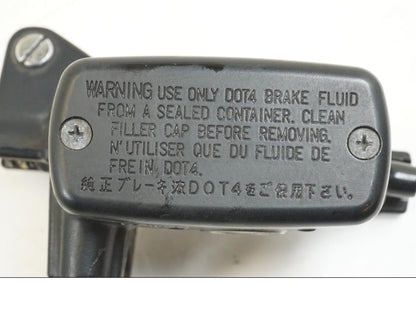 WARNING USE ONLY DOT4 BRAKE FLUID
FROM A SEALED CONTAINER. CLEAN
FILLER CAP BEFORE REMOVING.
N'UTILISER QUE DU FLUIDE DE
FREIN, DOT4.
純正ブレーキ液DOT4をご使用下さい。